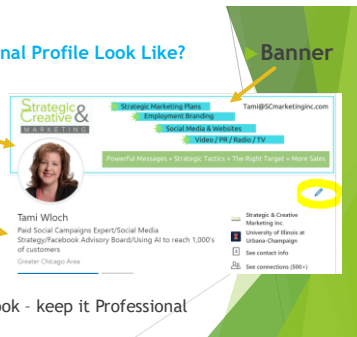 nal Profile Look Like?
Banner
Strategic & Creative
MARKETING
Strategic Marketing Plans
Employment Branding
Social Media & Websites
Video / PR / Radio / TV
Tami@SCmarketinginc.com
Powerful Messages + Strategic Tactics + The Right Target = More Sales
Tami Wloch
Paid Social Campaigns Expert/Social Media
Strategy/Facebook Advisory Board/Using AI to reach 1,000's
of customers
Greater Chicago Area
Strategic & Creative
Marketing Inc.
University of Illinois at
Urbana-Champaign
See contact info
See connections (500+)
ook - keep it Professional